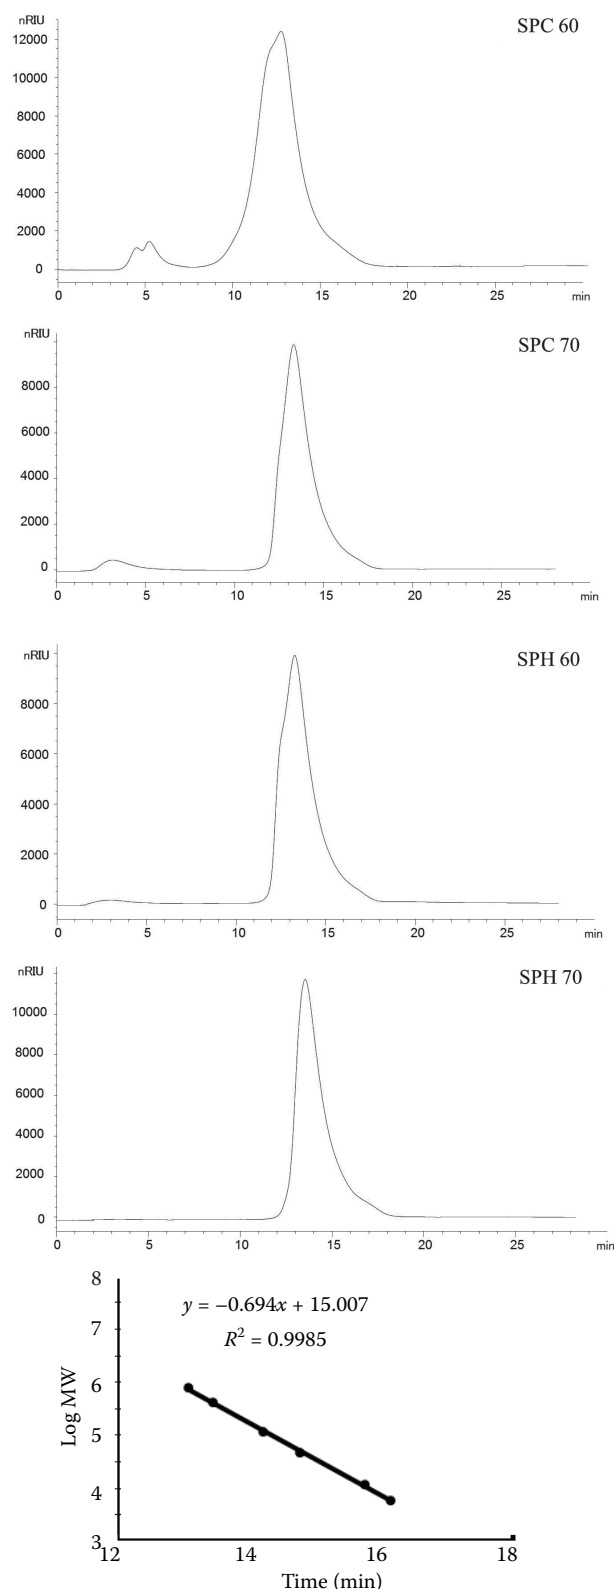 nRIU
SPC 60
12000
10000
8000
6000
4000
2000
0
0 5 10 15 20 25 min
nRIU
SPC 70
8000
6000
4000
2000
0
0 5 10 15 20 25 min
nRIU
SPH 60
8000
6000
4000
2000
0
0 5 10 15 20 25 min
nRIU
SPH 70
10000
8000
6000
4000
2000
0
0 5 10 15 20 25 min
8
y = −0.694x + 15.007
7
R² = 0.9985
6
Log MW
5
4
3
12 14 16 18
Time (min)